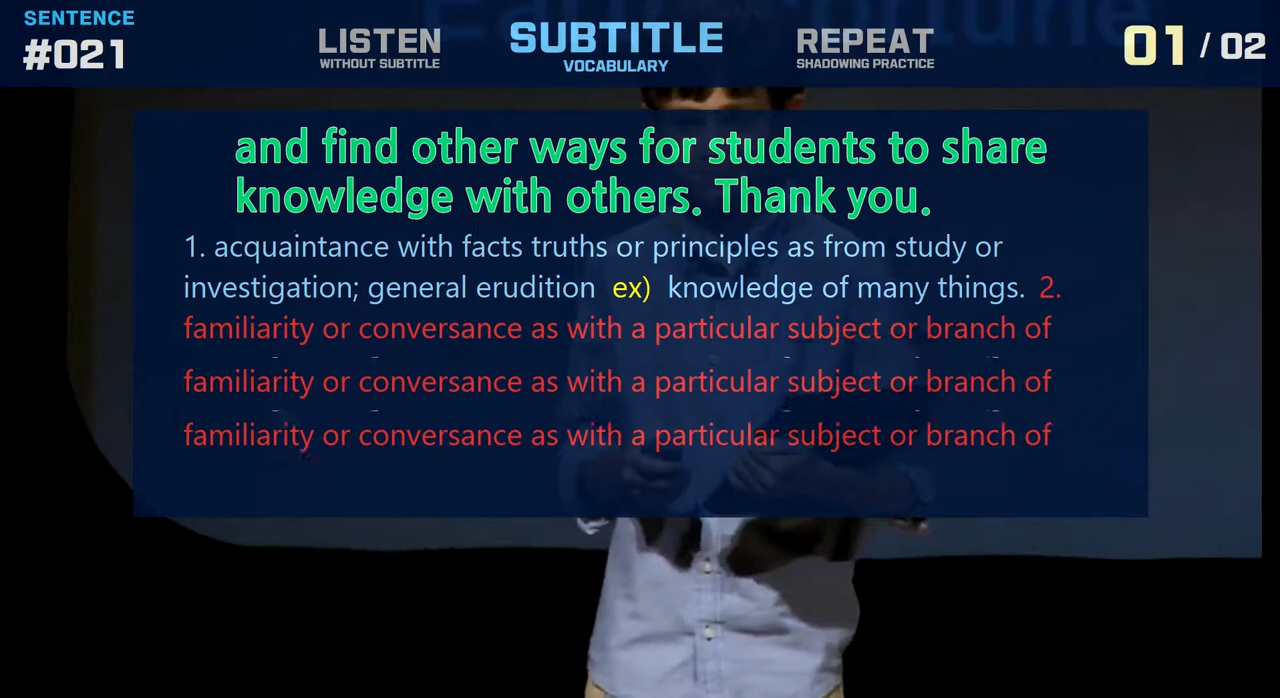 SENTENCE
#021
LISTEN
WITHOUT SUBTITLE
SUBTITLE
VOCABULARY
REPEAT
SHADOWING PRACTICE
01 / 02
and find other ways for students to share
knowledge with others. Thank you.
1. acquaintance with facts truths or principles as from study or
investigation; general erudition ex) knowledge of many things. 2.
familiarity or conversance as with a particular subject or branch of
familiarity or conversance as with a particular subject or branch of
familiarity or conversance as with a particular subject or branch of